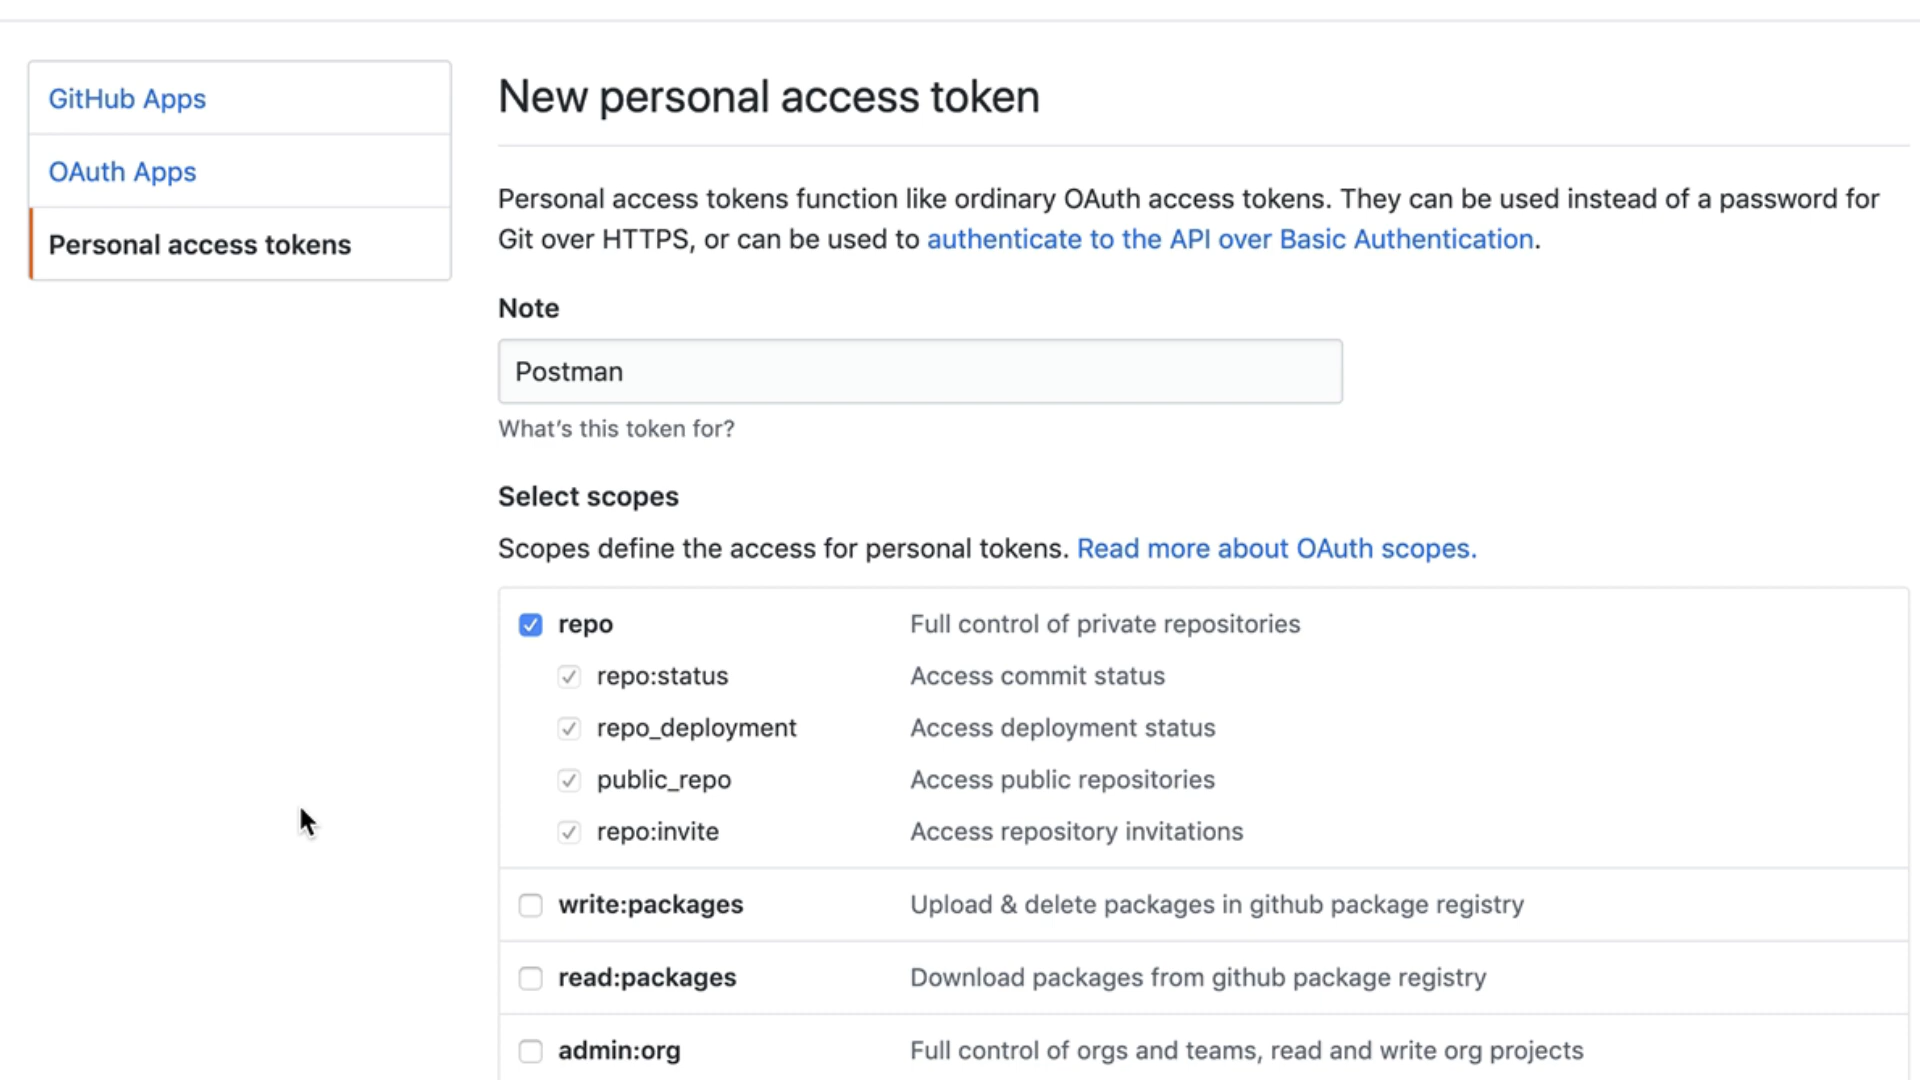 GitHub Apps
OAuth Apps
Personal access tokens
New personal access token
Personal access tokens function like ordinary OAuth access tokens. They can be used instead of a password for
Git over HTTPS, or can be used to authenticate to the API over Basic Authentication.
Note
Postman
What's this token for?
Select scopes
Scopes define the access for personal tokens. Read more about OAuth scopes.
repo Full control of private repositories
repo:status Access commit status
repo_deployment Access deployment status
public_repo Access public repositories
repo:invite Access repository invitations
write:packages Upload & delete packages in github package registry
read:packages Download packages from github package registry
admin:org Full control of orgs and teams, read and write org projects